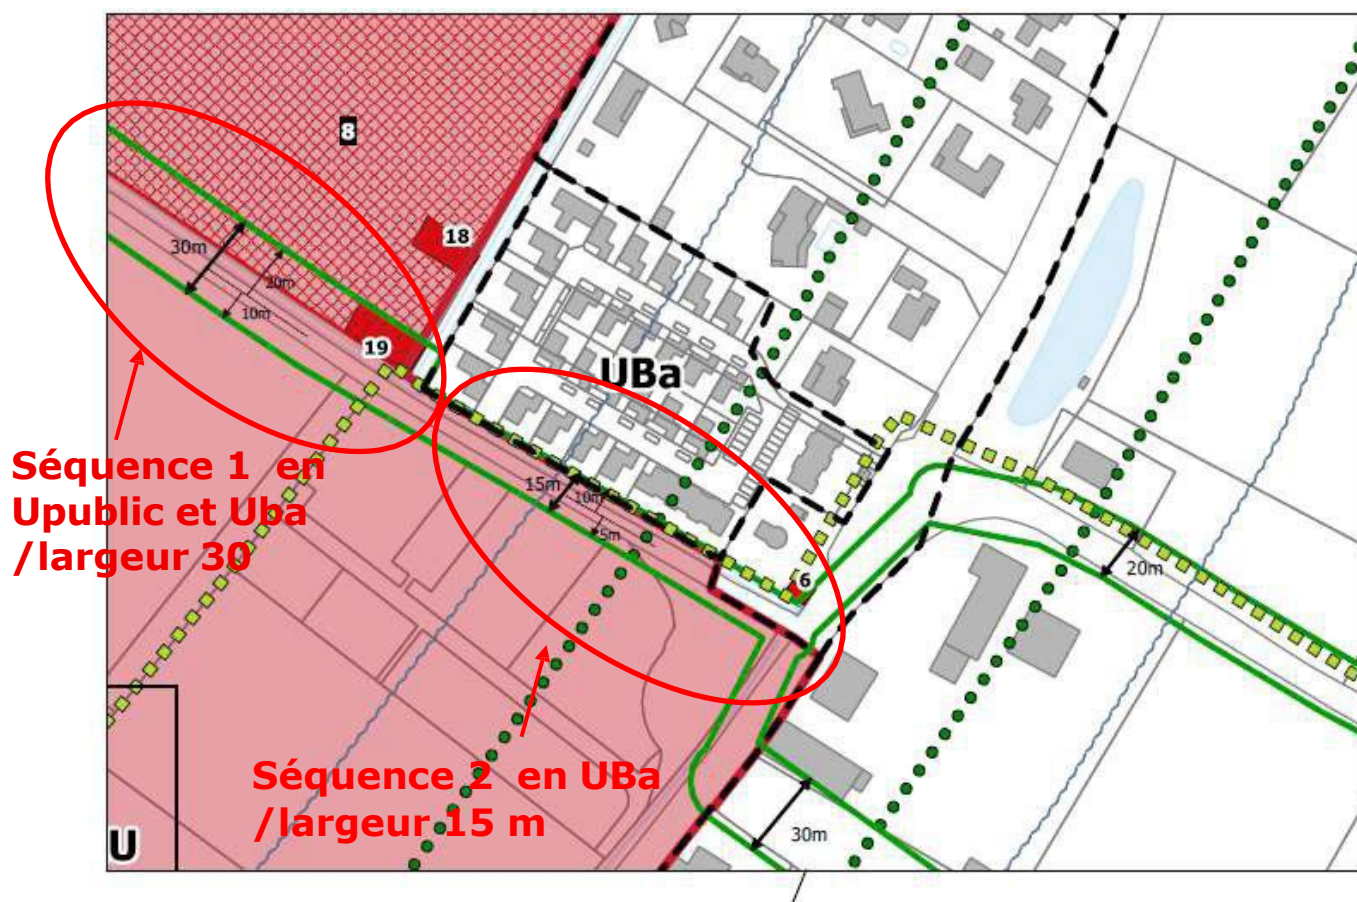 8
18
30m
20m
10m
19
UBa
Séquence 1 en
Upublic et Uba
/largeur 30
15m
10m
5m
6
20m
Séquence 2 en UBa
/largeur 15 m
30m
U